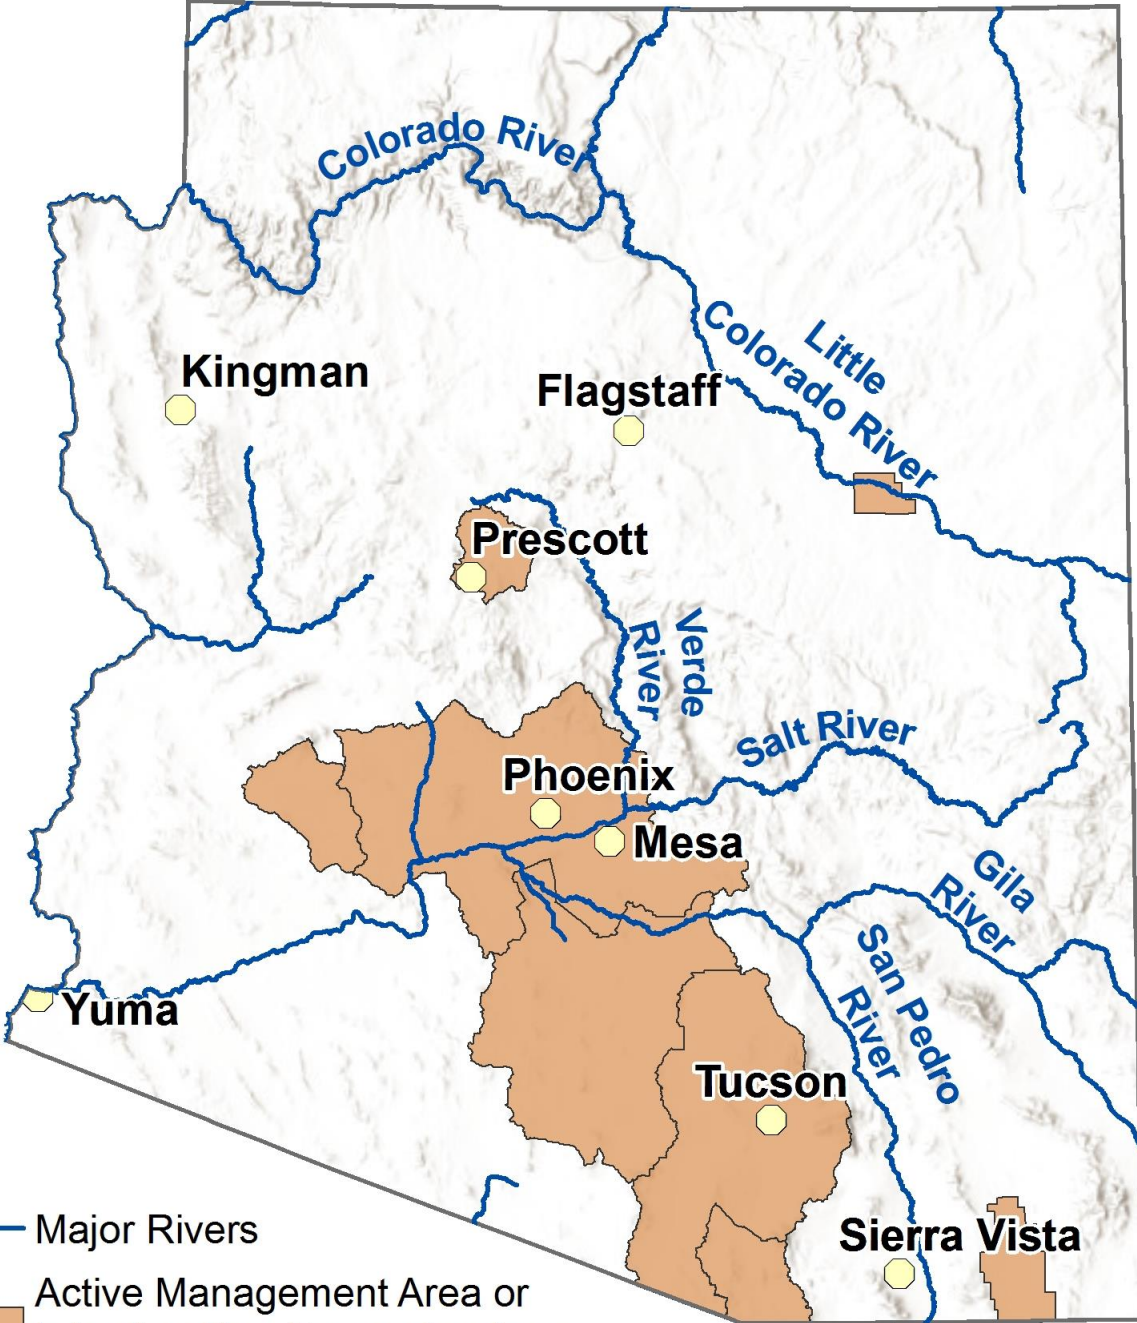 Colorado River
Little
Colorado River
Kingman
Flagstaff
Prescott
Verde
River
Salt River
Phoenix
Mesa
Gila
River
San Pedro
River
Yuma
Tucson
Sierra Vista
Major Rivers
Active Management Area or